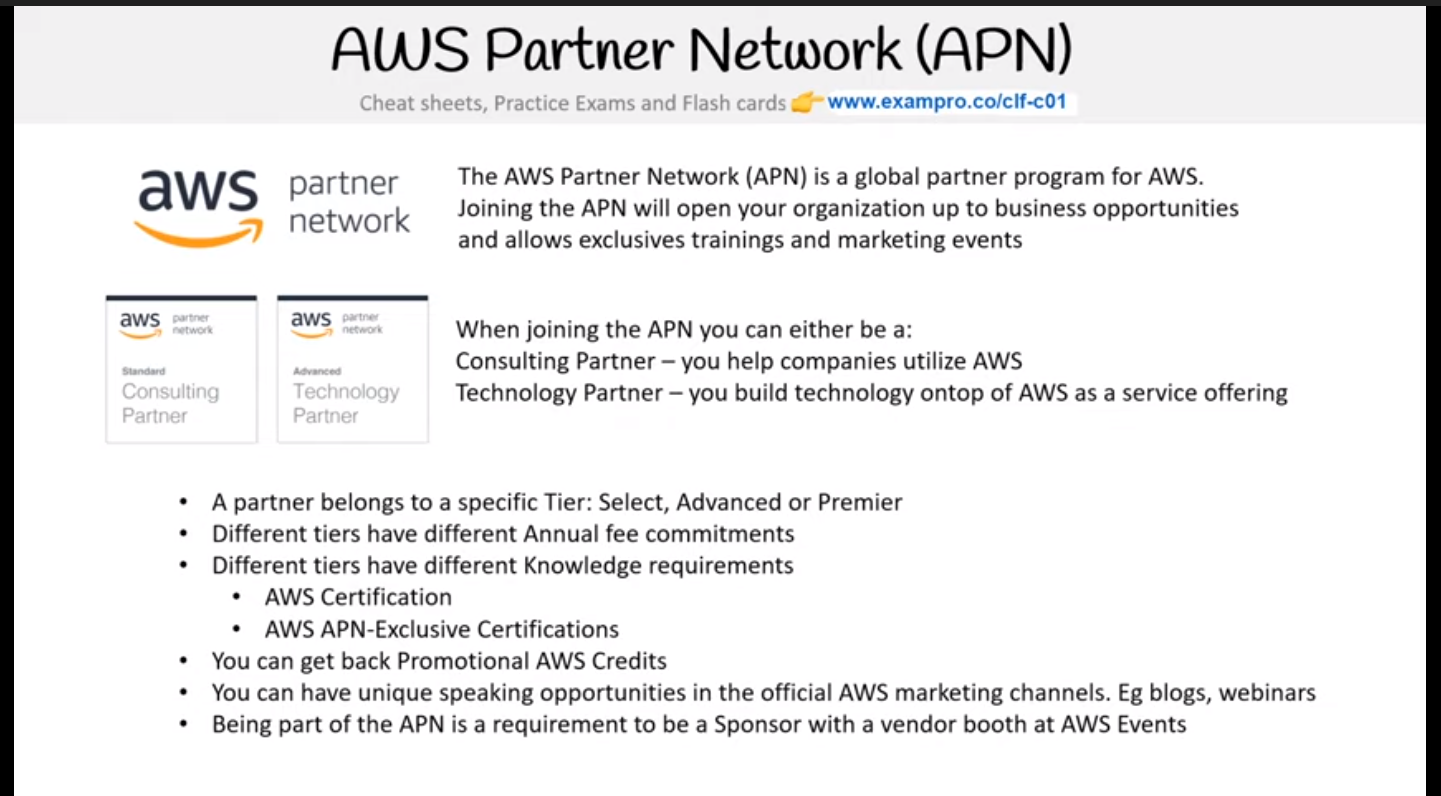 AWS Partner Network (APN)
Cheat sheets, Practice Exams and Flash cards 👉 www.exampro.co/clf-c01
aws partner network
The AWS Partner Network (APN) is a global partner program for AWS.
Joining the APN will open your organization up to business opportunities
and allows exclusives trainings and marketing events
aws partner network
Standard
Consulting
Partner
aws partner network
Advanced
Technology
Partner
When joining the APN you can either be a:
Consulting Partner – you help companies utilize AWS
Technology Partner – you build technology ontop of AWS as a service offering
• A partner belongs to a specific Tier: Select, Advanced or Premier
• Different tiers have different Annual fee commitments
• Different tiers have different Knowledge requirements
• AWS Certification
• AWS APN-Exclusive Certifications
• You can get back Promotional AWS Credits
• You can have unique speaking opportunities in the official AWS marketing channels. Eg blogs, webinars
• Being part of the APN is a requirement to be a Sponsor with a vendor booth at AWS Events